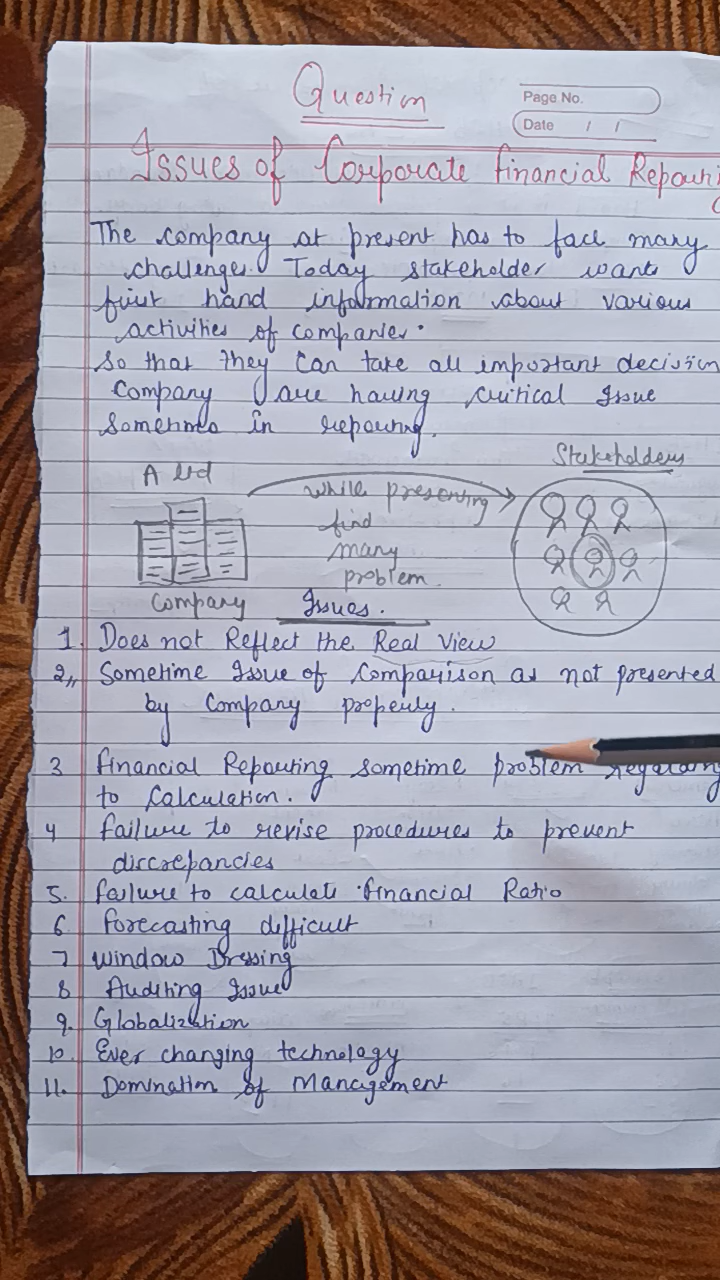 Question
Page No.
Date / /
Issues of Corporate Financial Reporting
The company at present has to face many
challenges. Today stakeholder wants
first hand information about various
activities of companies.
So that they can take all important decision
Company are having critical Issue
sometimes in reporting.
Stakeholders
A ltd
while presenting
find
many
problem.
Company
Issues.
1. Does not Reflect the Real View
2,, Sometime Issue of Comparison as not presented
by Company properly.
3 financial Reporting sometime problem regarding
to Calculation.
4 failure to revise procedures to prevent
discrepancies
5. failure to calculate financial Ratio
6. forecasting difficult
7 Window Dressing
8 Auditing Issue
9. Globalization
10. Ever changing technology
11. Domination of Management